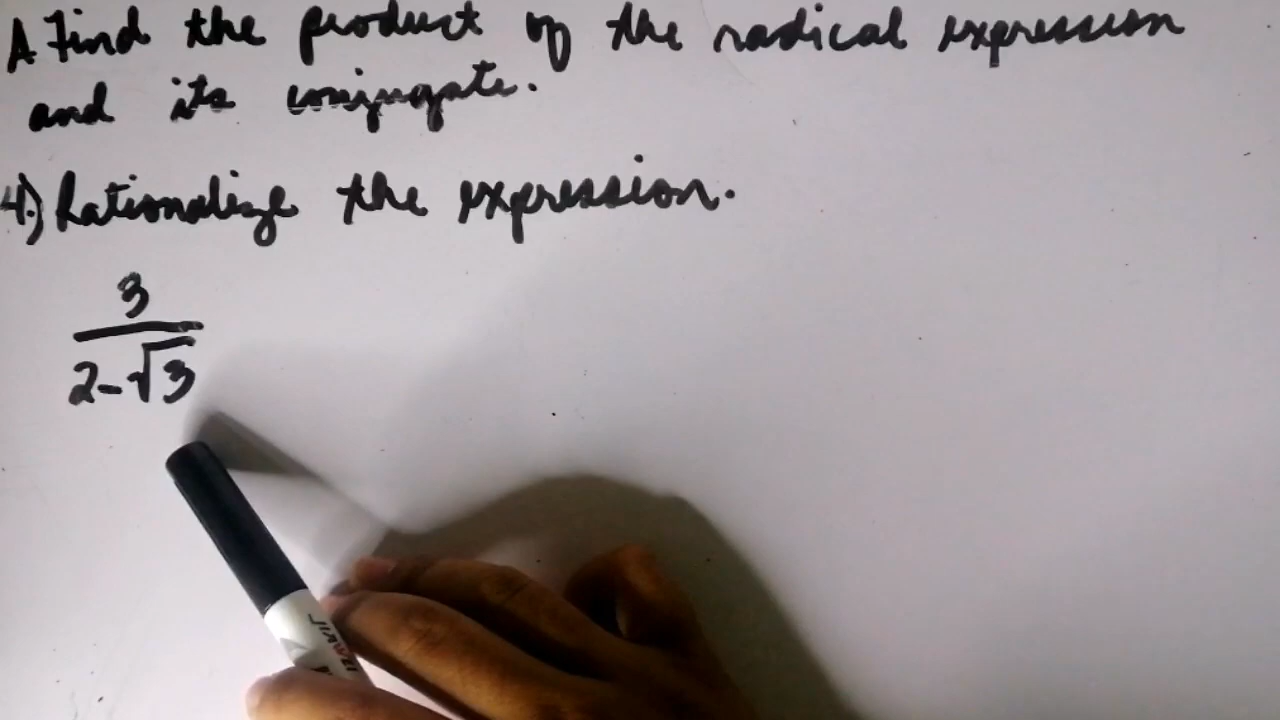 A Find the product of the radical expression
and its conjugate.
4.) Rationalize the expression.
3
2-√3